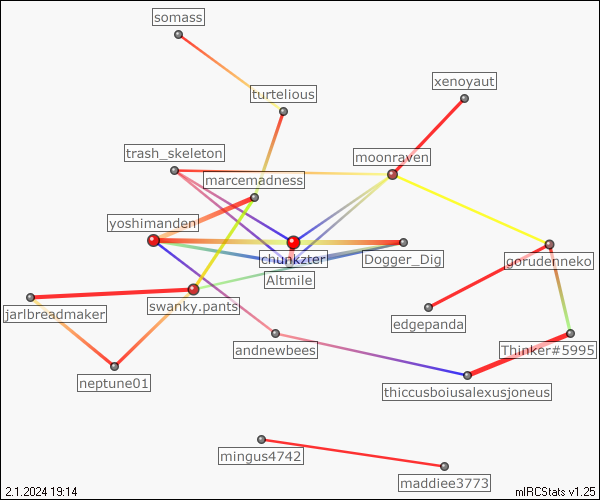 somass
xenoyaut
turtelious
trash_skeleton
moonraven
marcemadness
yoshimanden
chunkzter
Dogger_Dig
gorudenneko
Altmile
jarlbreadmaker
swanky.pants
edgepanda
andnewbees
Thinker#5995
neptune01
thiccusboiusalexusjoneus
mingus4742
maddiee3773
2.1.2024 19:14
mIRCStats v1.25